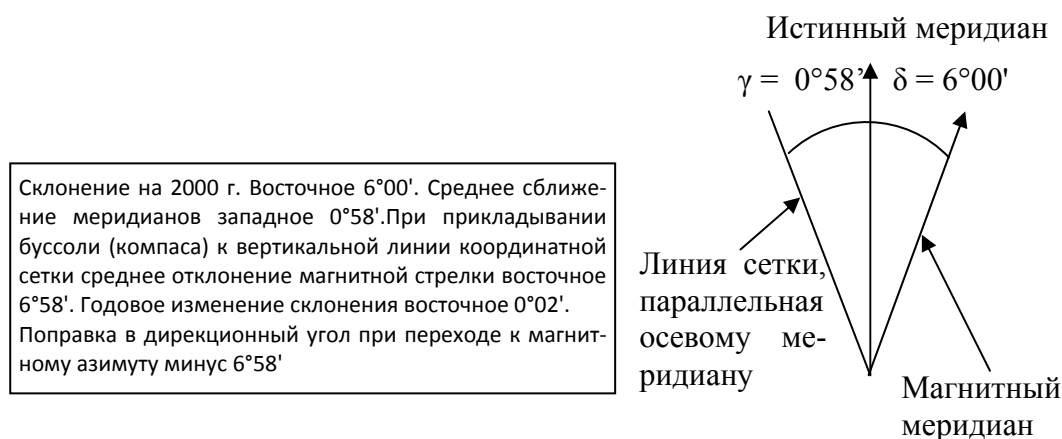 Истинный меридиан
γ = 0°58’ δ = 6°00'
Склонение на 2000 г. Восточное 6°00'. Среднее сближе-
ние меридианов западное 0°58'.При прикладывании
буссоли (компаса) к вертикальной линии координатной
сетки среднее отклонение магнитной стрелки восточное
6°58'. Годовое изменение склонения восточное 0°02'.
Поправка в дирекционный угол при переходе к магнит-
ному азимуту минус 6°58'
Линия сетки,
параллельная
осевому ме-
ридиану
Магнитный
меридиан